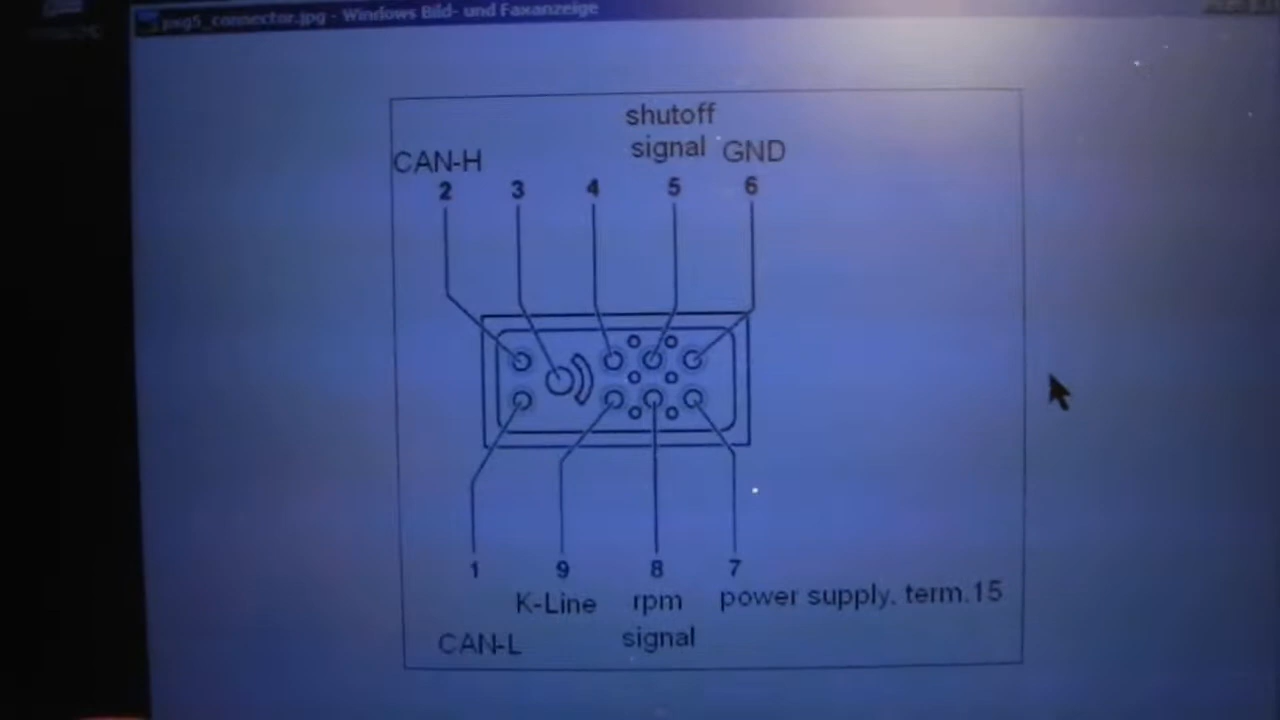 psg5_connector.jpg - Windows Bild- und Faxanzeige
shutoff
signal
GND
CAN-H
2
3
4
5
6
1
9
8
7
K-Line
rpm
signal
power supply. term.15
CAN-L